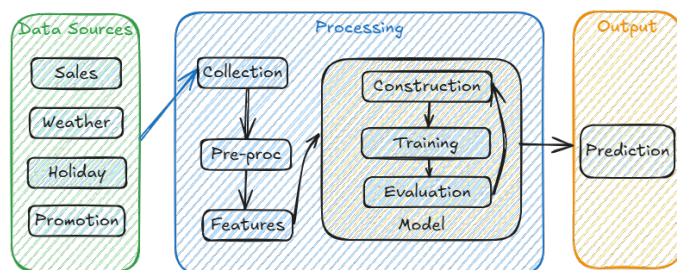 Data Sources
Sales
Weather
Holiday
Promotion
Processing
Collection
Pre-proc
Features
Construction
Training
Evaluation
Model
Output
Prediction